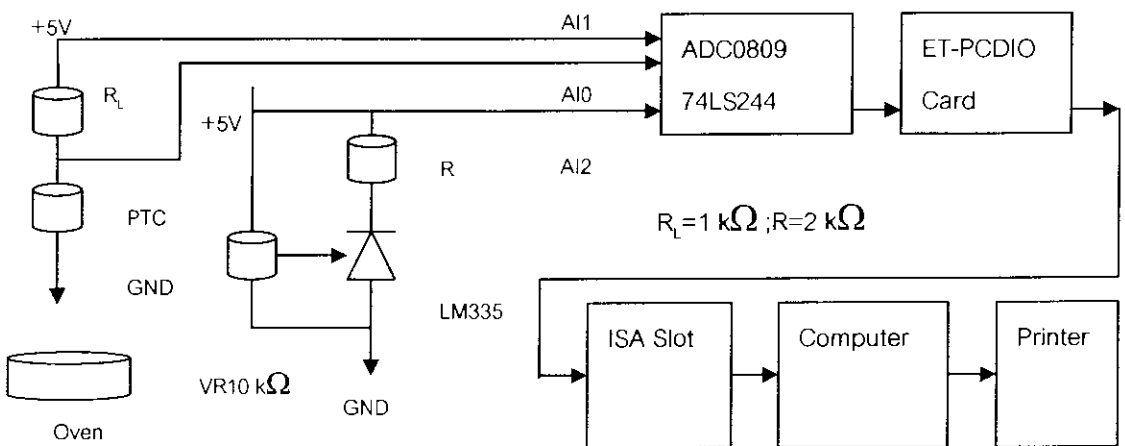 +5V
AI1
ADC0809
74LS244
ET-PCDIO
Card
R_L
AI0
+5V
R
AI2
PTC
R_L=1 kΩ ;R=2 kΩ
GND
LM335
ISA Slot
Computer
Printer
VR10 kΩ
GND
Oven